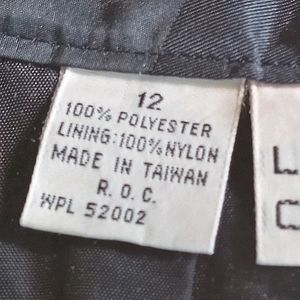 12
100% POLYESTER
LINING:100%NYLON
MADE IN TAIWAN
R.O.C.
WPL 52002
L
C